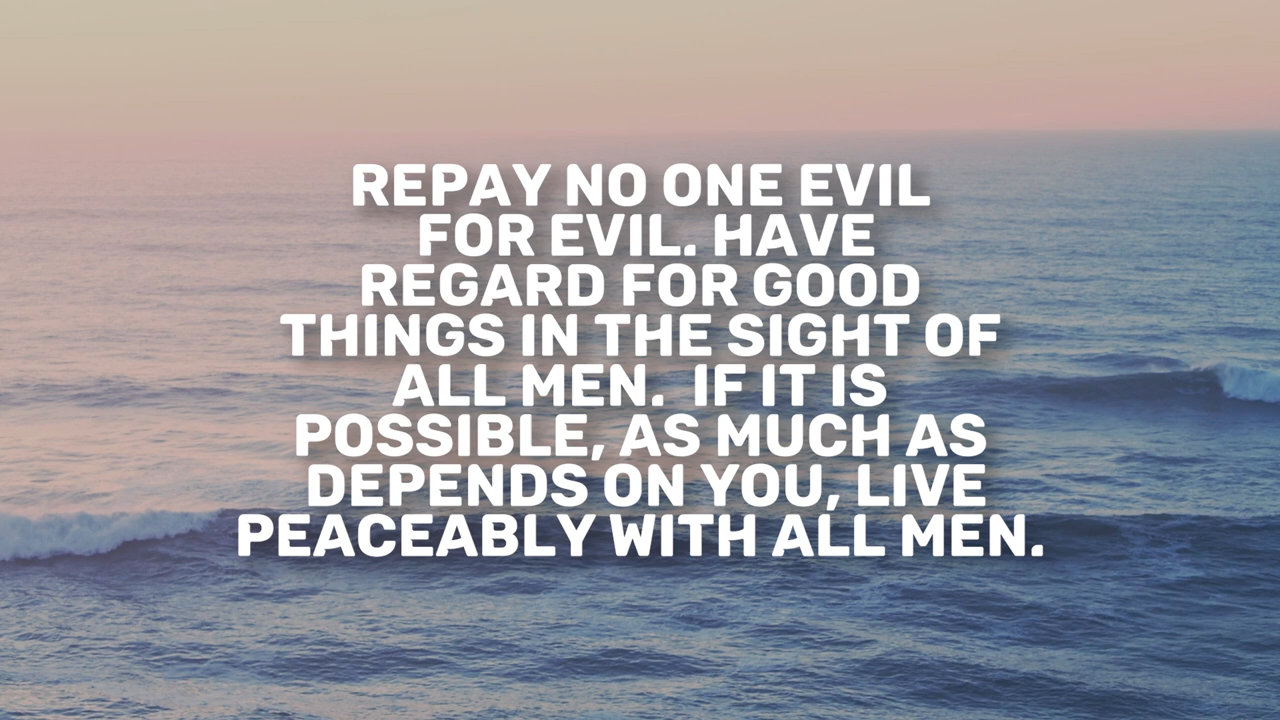 REPAY NO ONE EVIL
FOR EVIL. HAVE
REGARD FOR GOOD
THINGS IN THE SIGHT OF
ALL MEN.  IF IT IS
POSSIBLE, AS MUCH AS
DEPENDS ON YOU, LIVE
PEACEABLY WITH ALL MEN.